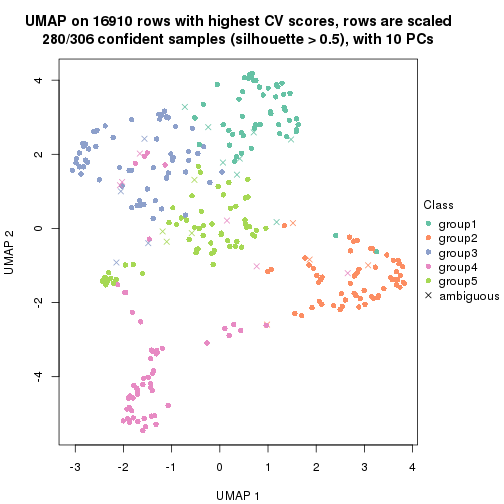 UMAP on 16910 rows with highest CV scores, rows are scaled
280/306 confident samples (silhouette > 0.5), with 10 PCs
4
2
0
-2
-4
UMAP 2
-3 -2 -1 0 1 2 3 4
UMAP 1
Class
group1
group2
group3
group4
group5
ambiguous